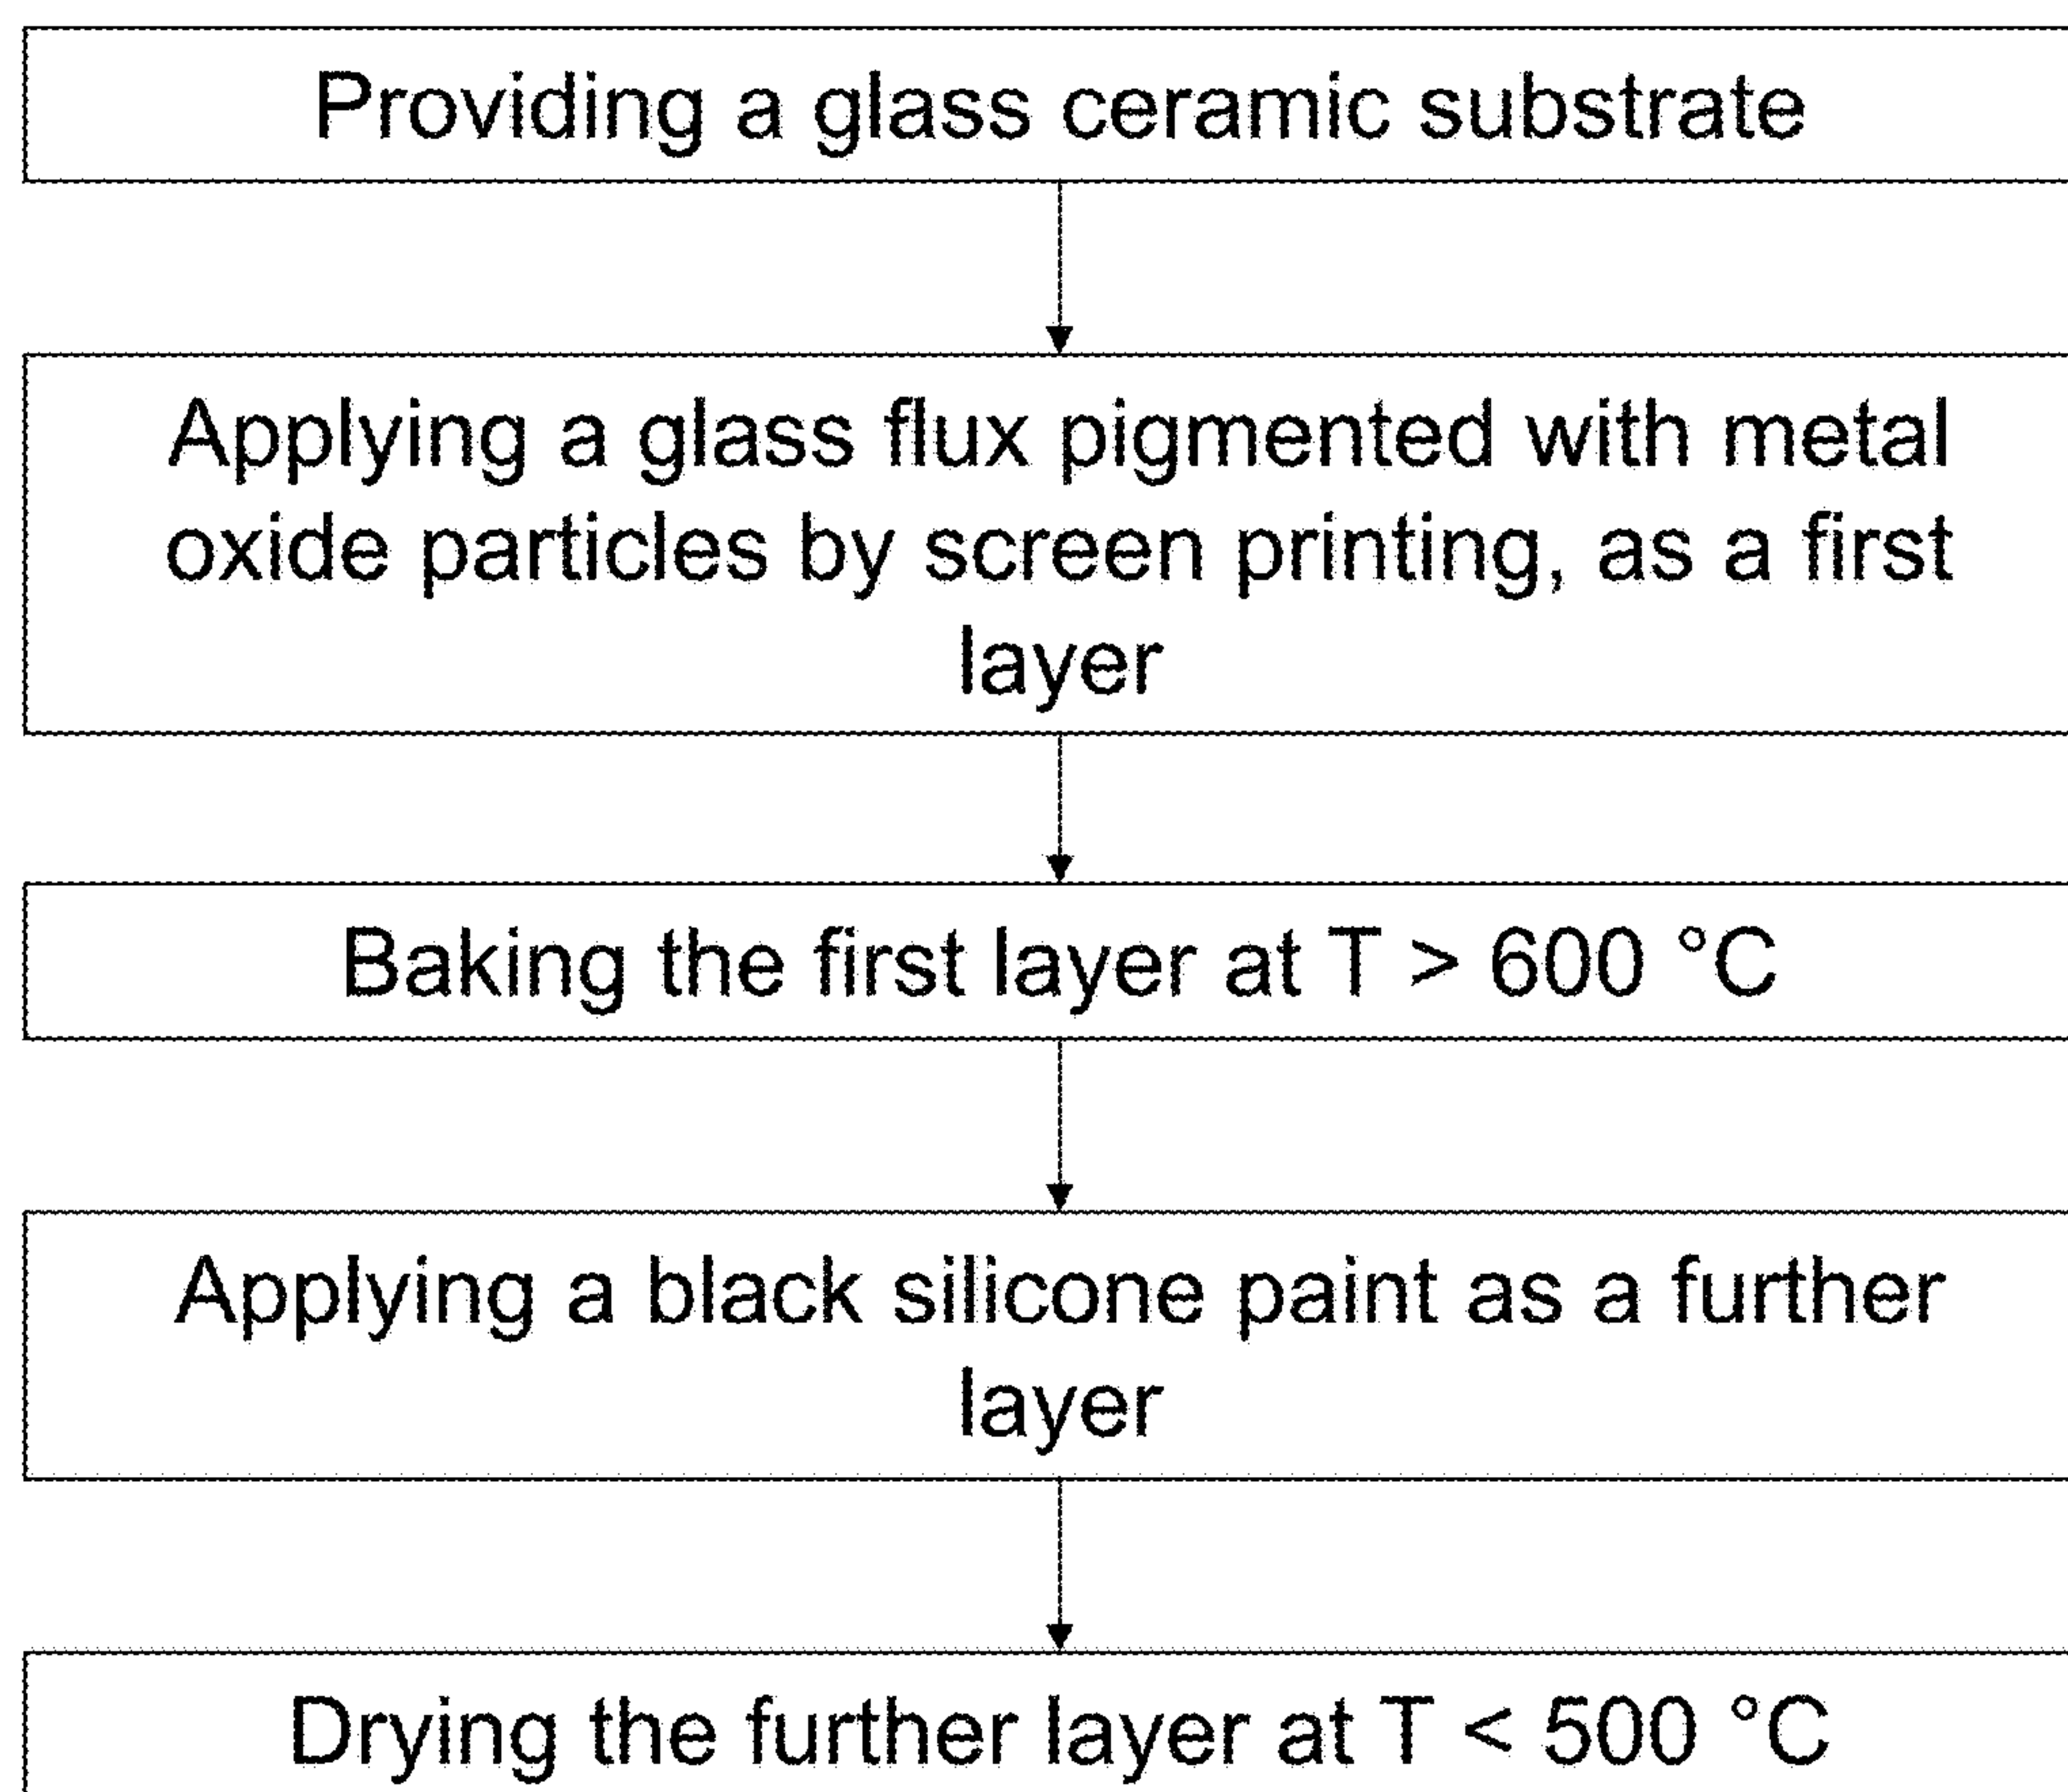 Providing a glass ceramic substrate
Applying a glass flux pigmented with metal
oxide particles by screen printing, as a first
layer
Baking the first layer at T > 600 °C
Applying a black silicone paint as a further
layer
Drying the further layer at T < 500 °C